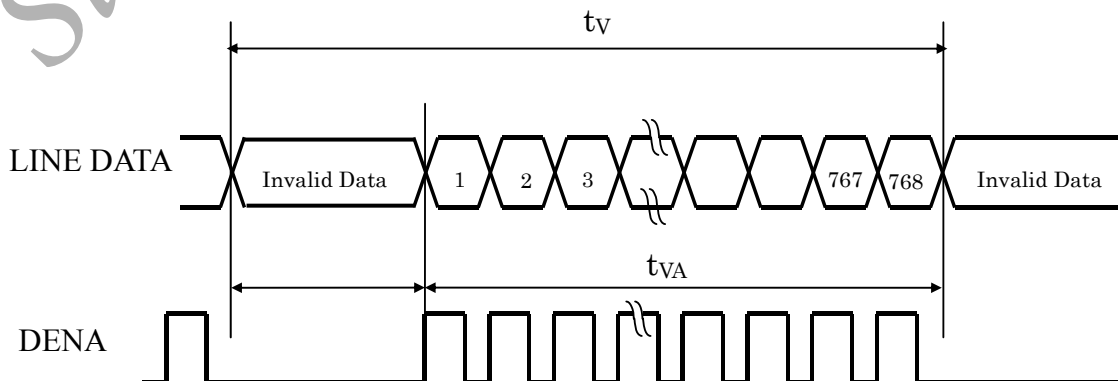 tV
LINE DATA
Invalid Data 1 2 3 767 768 Invalid Data
tVA
DENA